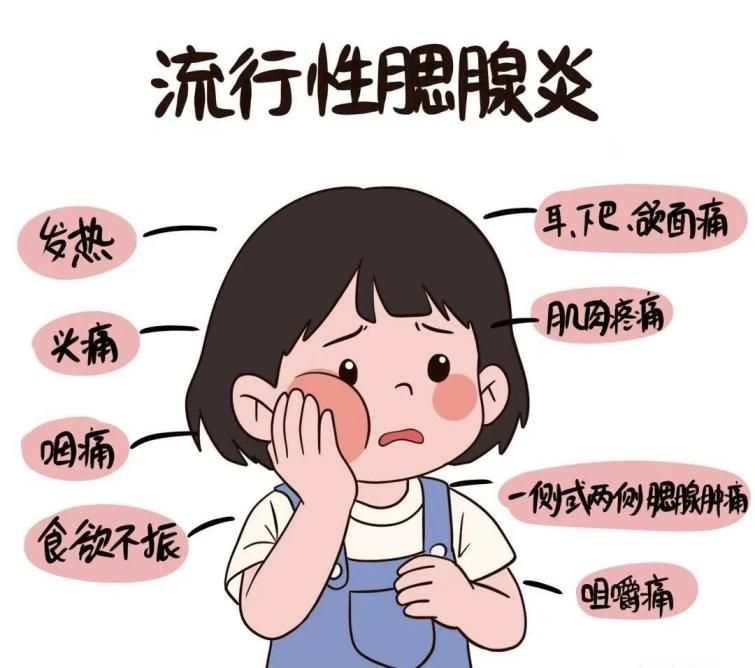 流行性腮腺炎
发热
头痛
咽痛
食欲不振
耳、下巴、颌面痛
肌肉疼痛
一侧或两侧腮腺肿痛
咀嚼痛